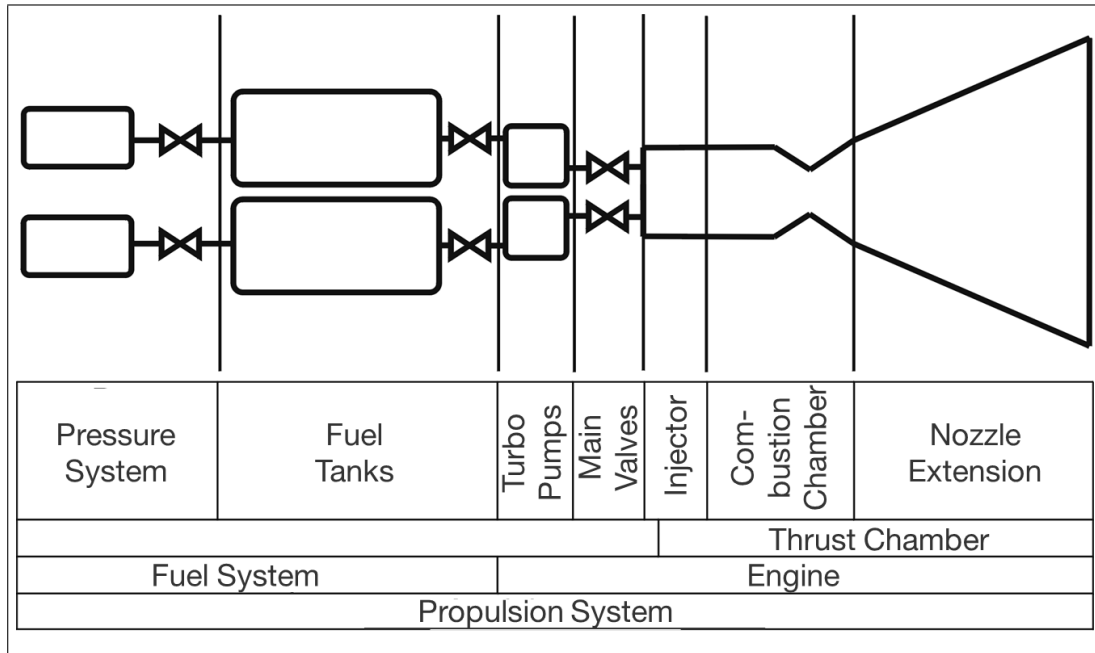 Pressure
System
Fuel
Tanks
Turbo
Pumps
Main
Valves
Injector
Com-
bustion
Chamber
Nozzle
Extension
Thrust Chamber
Fuel System
Engine
Propulsion System